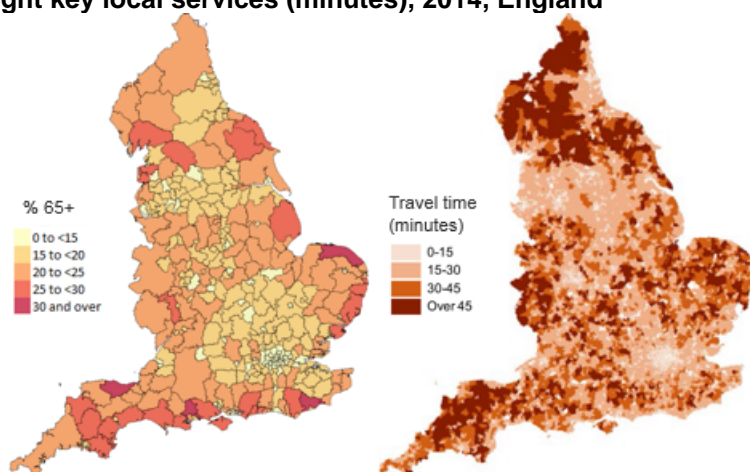 ght key local services (minutes), 2014, England
% 65+
0 to <15
15 to <20
20 to <25
25 to <30
30 and over
Travel time
(minutes)
0-15
15-30
30-45
Over 45